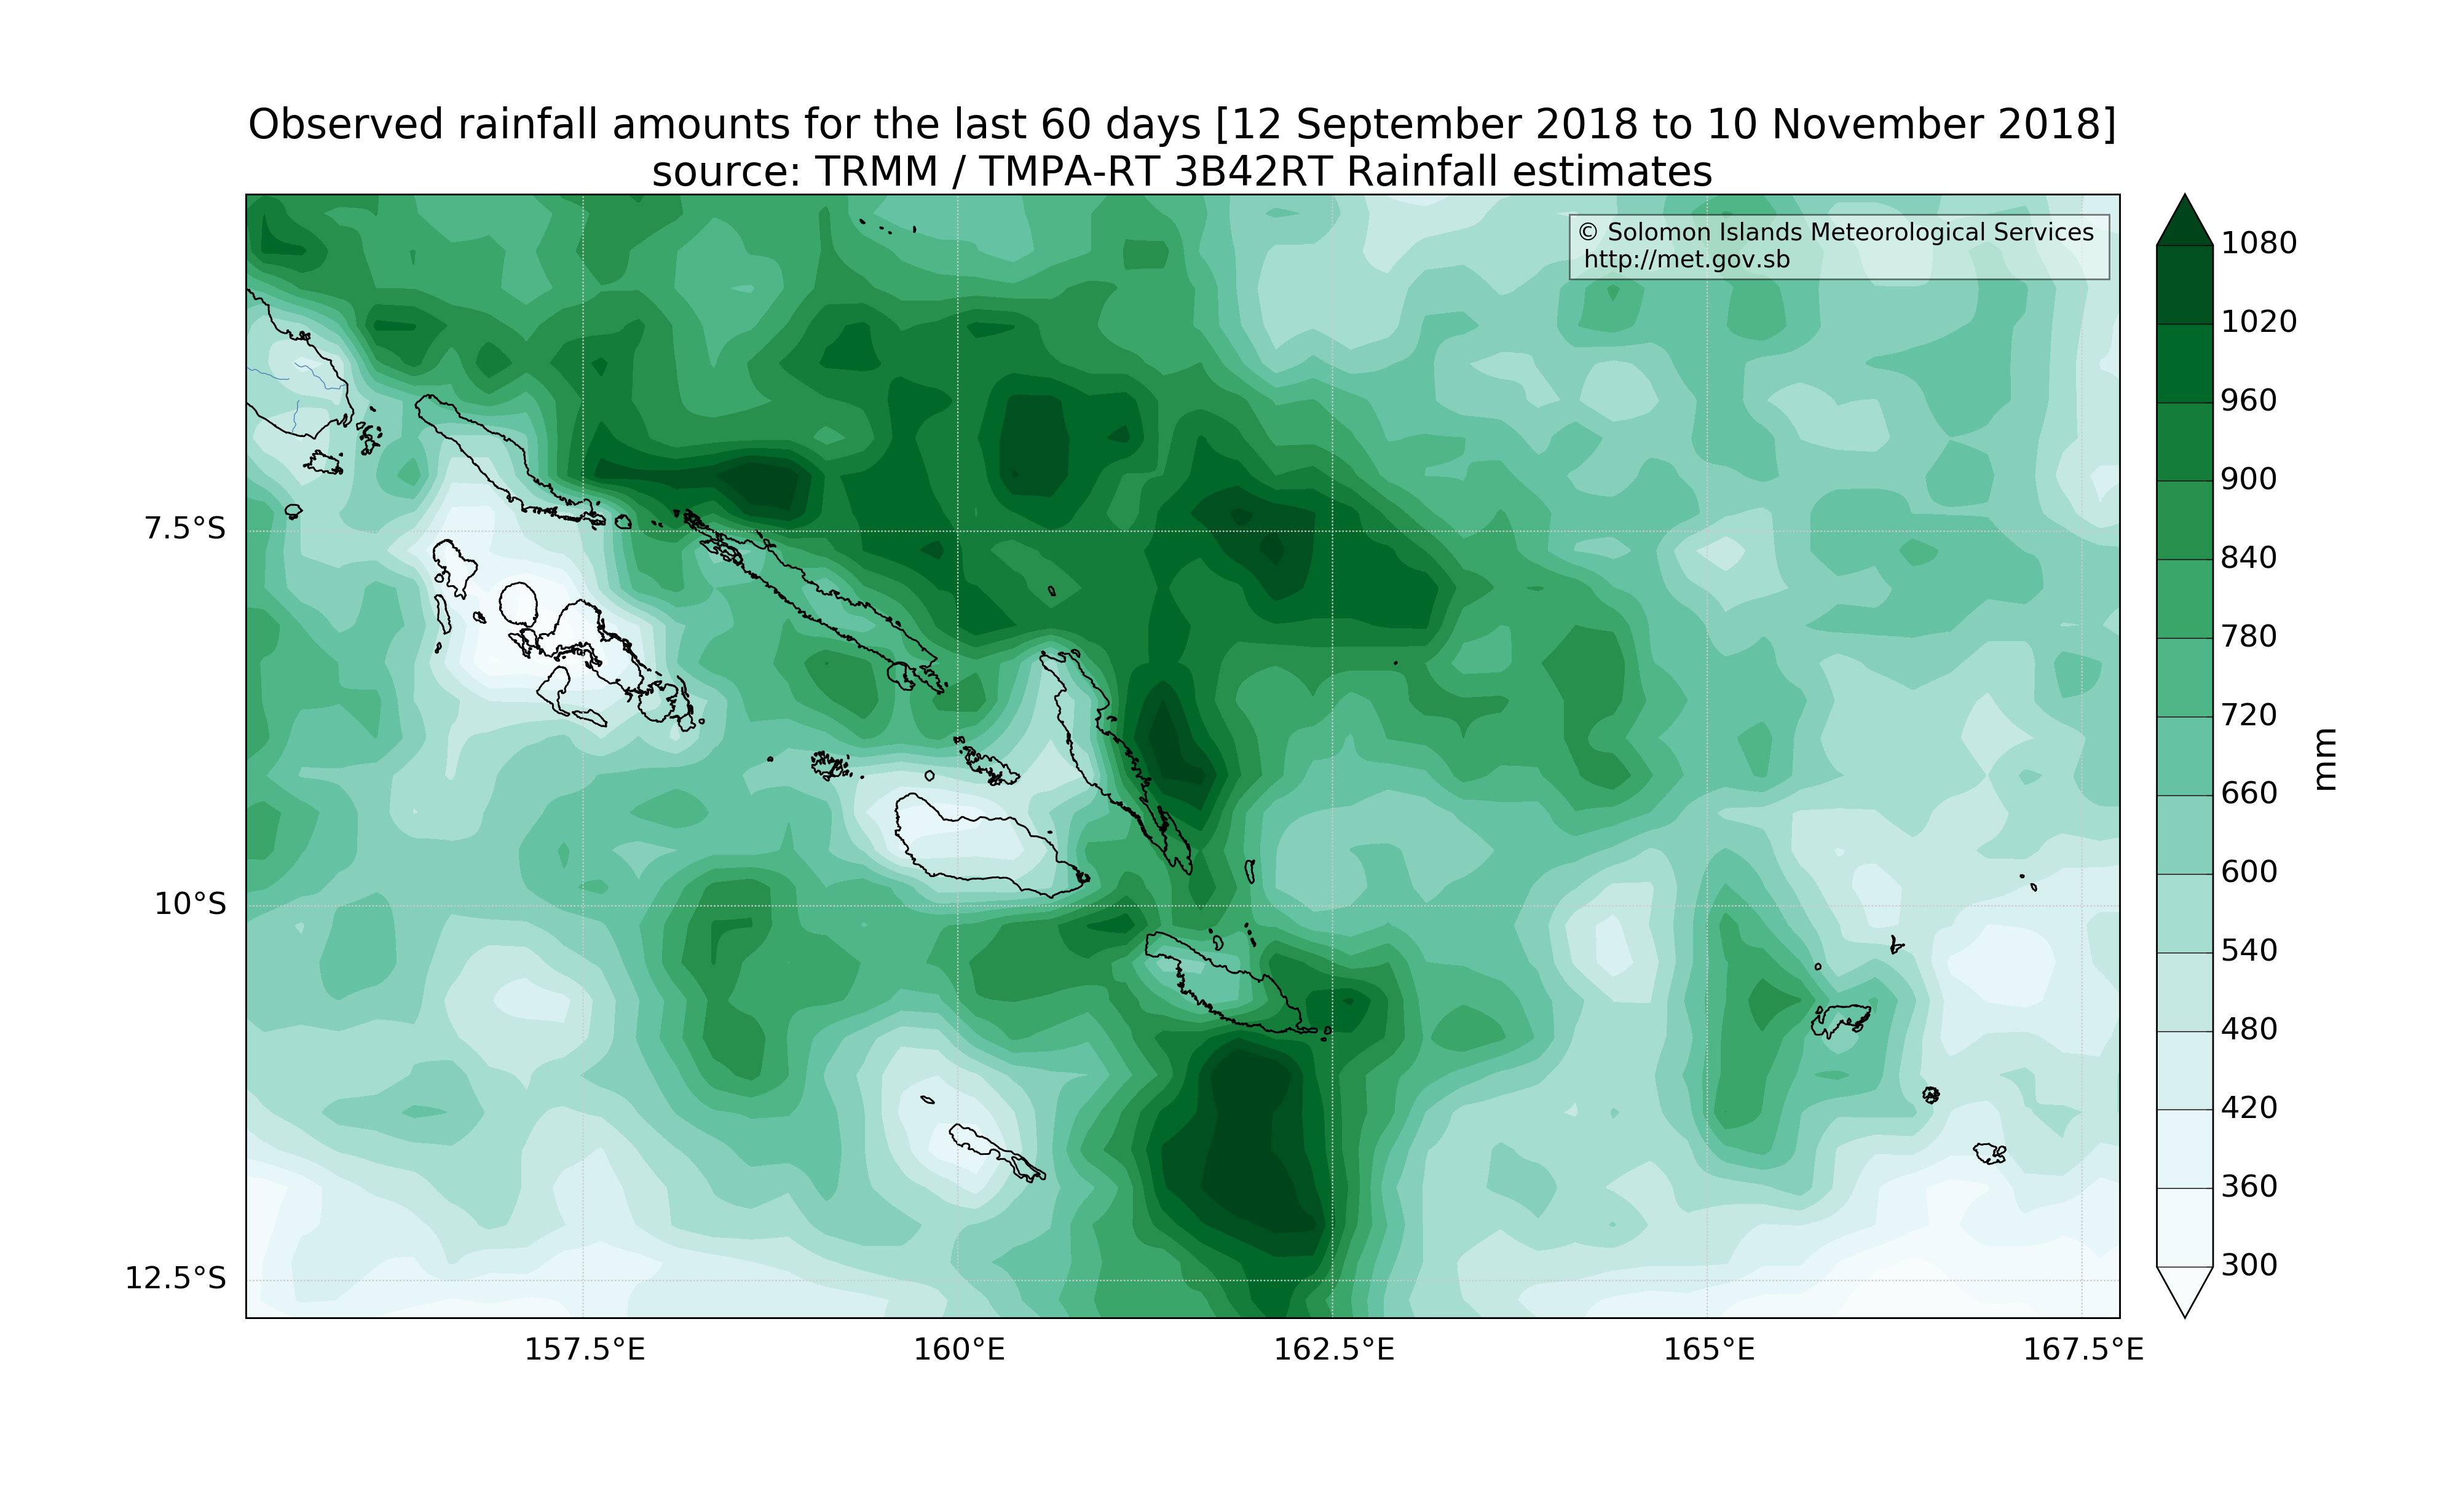 Observed rainfall amounts for the last 60 days [12 September 2018 to 10 November 2018]
source: TRMM / TMPA-RT 3B42RT Rainfall estimates
© Solomon Islands Meteorological Services
http://met.gov.sb
7.5°S
10°S
12.5°S
157.5°E
160°E
162.5°E
165°E
167.5°E
1080
1020
960
900
840
780
720
660
600
540
480
420
360
300
mm